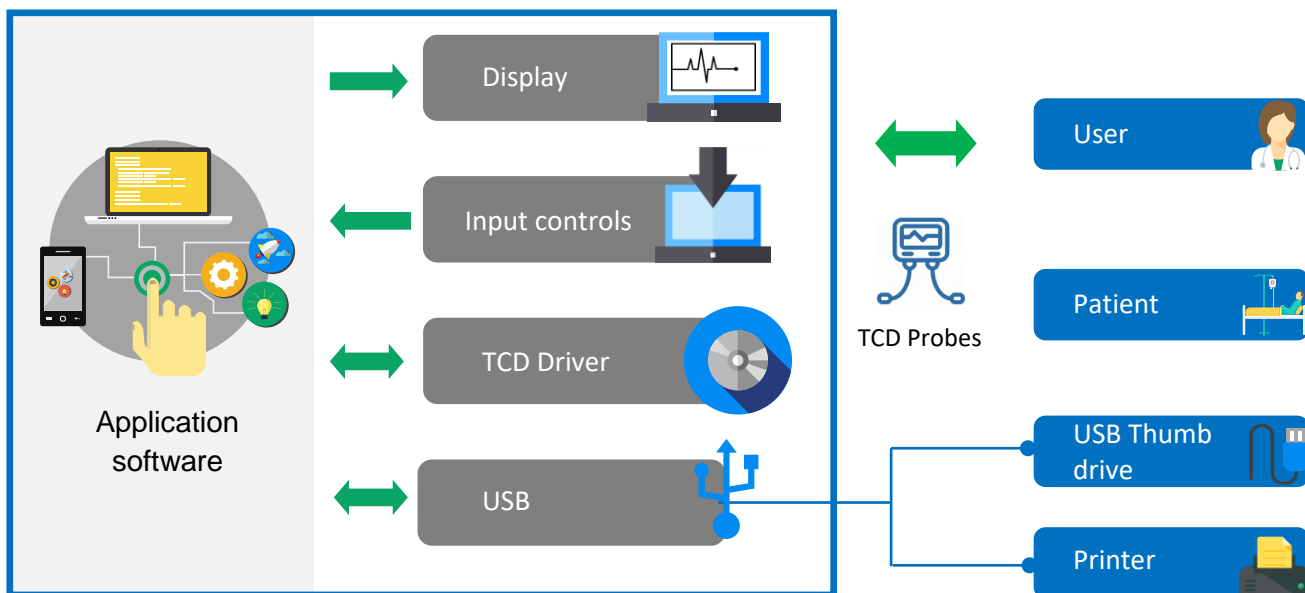 Display
User
Input controls
Patient
TCD Probes
TCD Driver
Application
software
USB Thumb
drive
USB
Printer